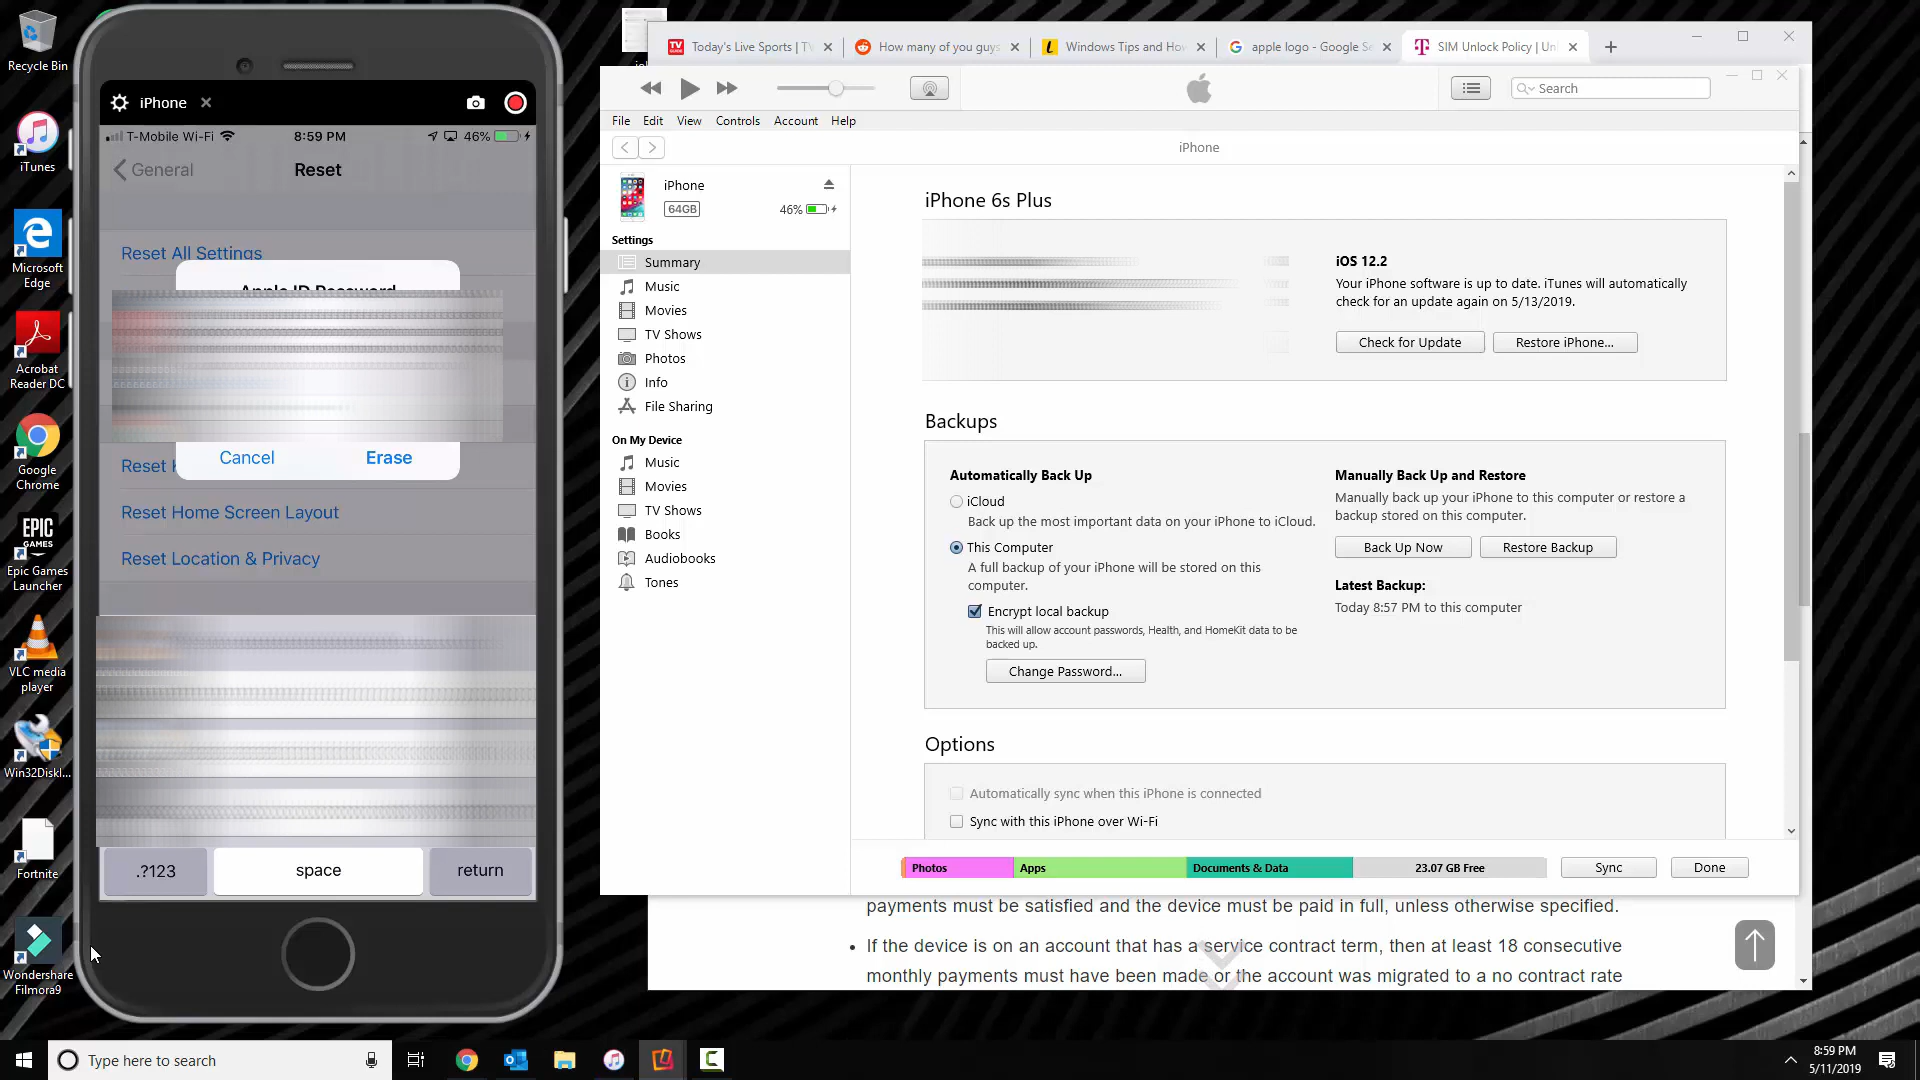 Recycle Bin
iTunes
Microsoft
Edge
Acrobat
Reader DC
Google
Chrome
EPIC
GAMES
Epic Games
Launcher
VLC media
player
Win32DiskI...
Fortnite
Wondershare
Filmora9
iPhone
T-Mobile Wi-Fi
8:59 PM
46%
General
Reset
Reset All Settings
Apple ID Password
Cancel
Erase
Reset
Reset Home Screen Layout
Reset Location & Privacy
.?123
space
return
Today's Live Sports | T
How many of you guys
Windows Tips and How
apple logo - Google Se
SIM Unlock Policy | Un
Search
File Edit View Controls Account Help
iPhone
iPhone
64GB
46%
Settings
Summary
Music
Movies
TV Shows
Photos
Info
File Sharing
On My Device
Music
Movies
TV Shows
Books
Audiobooks
Tones
iPhone 6s Plus
iOS 12.2
Your iPhone software is up to date. iTunes will automatically
check for an update again on 5/13/2019.
Check for Update
Restore iPhone...
Backups
Automatically Back Up
iCloud
Back up the most important data on your iPhone to iCloud.
This Computer
A full backup of your iPhone will be stored on this
computer.
Encrypt local backup
This will allow account passwords, Health, and HomeKit data to be
backed up.
Change Password...
Manually Back Up and Restore
Manually back up your iPhone to this computer or restore a
backup stored on this computer.
Back Up Now
Restore Backup
Latest Backup:
Today 8:57 PM to this computer
Options
Automatically sync when this iPhone is connected
Sync with this iPhone over Wi-Fi
Photos
Apps
Documents & Data
23.07 GB Free
Sync
Done
payments must be satisfied and the device must be paid in full, unless otherwise specified.
• If the device is on an account that has a service contract term, then at least 18 consecutive
monthly payments must have been made or the account was migrated to a no contract rate
Type here to search
8:59 PM
5/11/2019